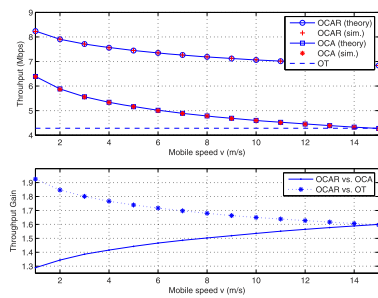 9
8
7
6
5
4
Throuhput (Mbps)
OCAR (theory)
OCAR (sim.)
OCA (theory)
OCA (sim.)
OT
2 4 6 8 10 12 14
Mobile speed v (m/s)
1.9
1.8
1.7
1.6
1.5
1.4
1.3
Throughput Gain
OCAR vs. OCA
OCAR vs. OT
2 4 6 8 10 12 14
Mobile speed v (m/s)